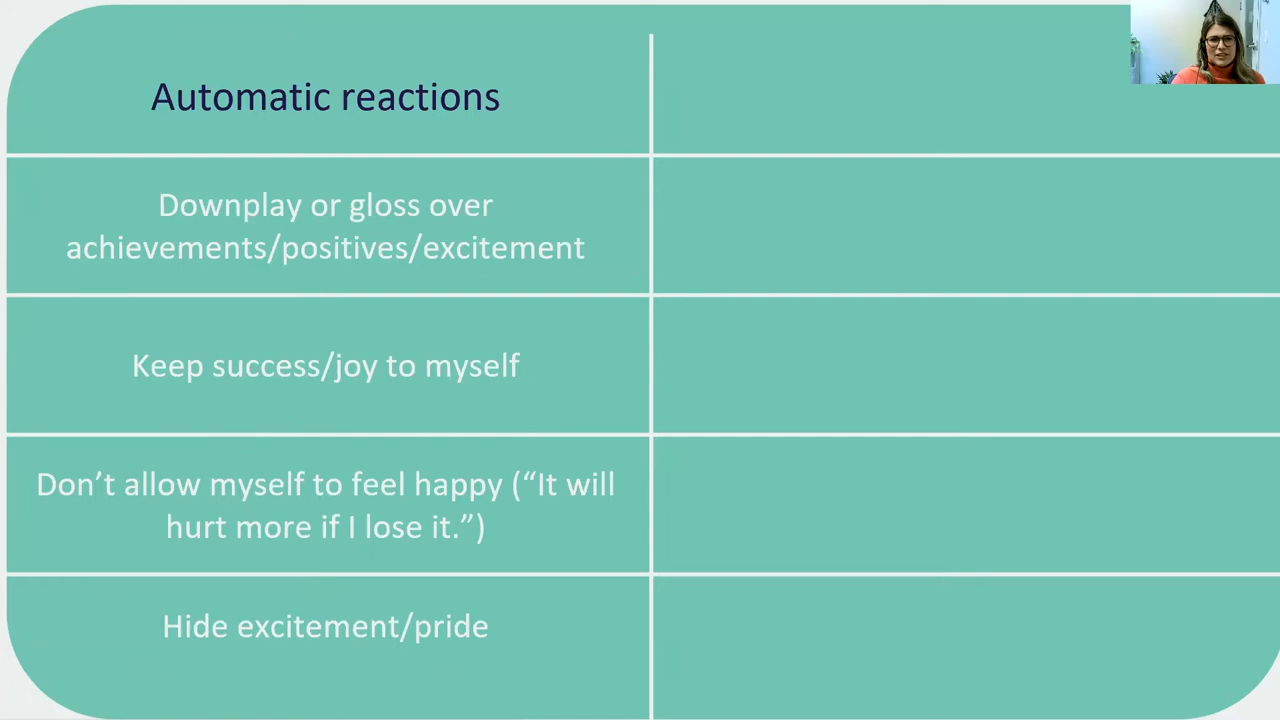 Automatic reactions
Downplay or gloss over
achievements/positives/excitement
Keep success/joy to myself
Don’t allow myself to feel happy (“It will
hurt more if I lose it.”)
Hide excitement/pride